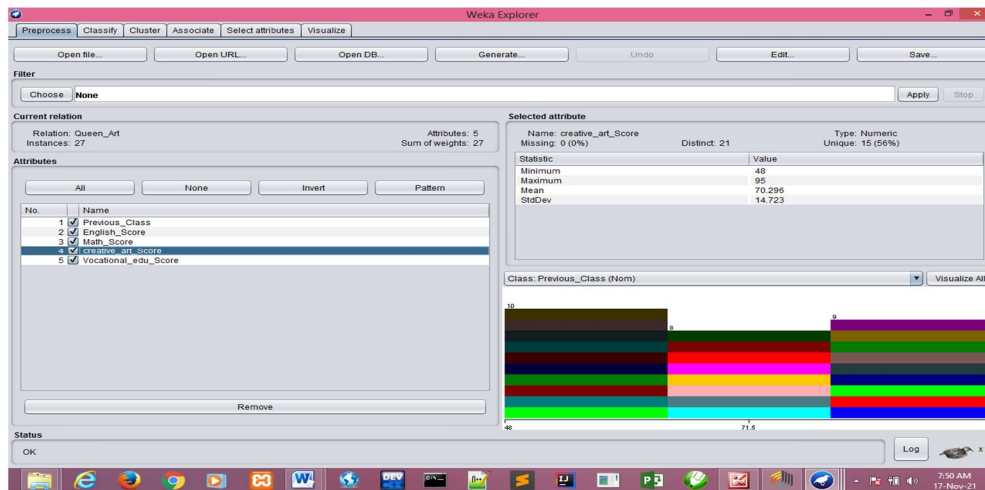 Weka Explorer
Preprocess Classify Cluster Associate Select attributes Visualize
Open file... Open URL... Open DB... Generate... Undo Edit... Save...
Filter
Choose None Apply Stop
Current relation
Relation: Queen_Art Attributes: 5
Instances: 27 Sum of weights: 27
Attributes
All None Invert Pattern
No. Name
1 Previous_Class
2 English_Score
3 Math_Score
4 creative_art_Score
5 Vocational_edu_Score
Remove
Selected attribute
Name: creative_art_Score Type: Numeric
Missing: 0 (0%) Distinct: 21 Unique: 15 (56%)
Statistic Value
Minimum 48
Maximum 95
Mean 70.296
StdDev 14.723
Class: Previous_Class (Nom) Visualize All
10
8
9
48 71.5
Status
OK
Log x
DEV
7:50 AM
17-Nov-21